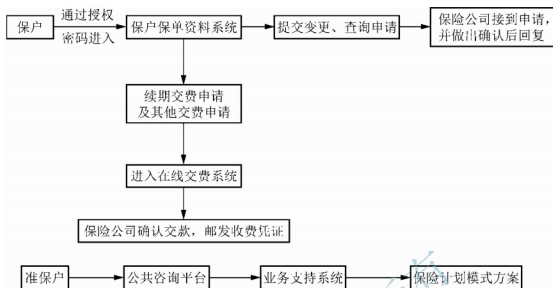 保户
通过授权
密码进入
保户保单资料系统
提交变更、查询申请
保险公司接到申请，
并做出确认后回复
续期交费申请
及其他交费申请
进入在线交费系统
保险公司确认交款，邮发收费凭证
准保户
公共咨询平台
业务支持系统
保险计划模式方案